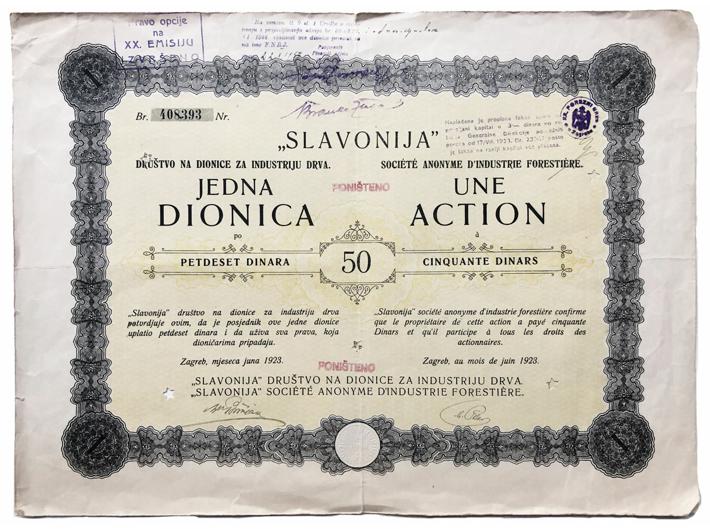 pravo opcije
na
XX. EMISIJU
IZVRŠENO
Br. 408393 Nr.
„SLAVONIJA”
DRUŠTVO NA DIONICE ZA INDUSTRIJU DRVA.
SOCIÉTÉ ANONYME D'INDUSTRIE FORESTIÈRE.
JEDNA
DIONICA
PONIŠTENO
UNE
ACTION
po
à
PETDESET DINARA
50
CINQUANTE DINARS
„Slavonija” društvo na dionice za industriju drva
potvrdjuje ovim, da je posjednik ove jedne dionice
uplatio petdeset dinara i da uživa sva prava, koja
dioničarima pripadaju.
„Slavonija” société anonyme d'industrie forestière confirme
que le propriétaire de cette action a payé cinquante
Dinars et qu'il participe à tous les droits des
actionnaires.
Zagreb, mjeseca juna 1923.
Zagreb, au mois de juin 1923.
PONIŠTENO
„SLAVONIJA” DRUŠTVO NA DIONICE ZA INDUSTRIJU DRVA.
„SLAVONIJA” SOCIÉTÉ ANONYME D'INDUSTRIE FORESTIÈRE.